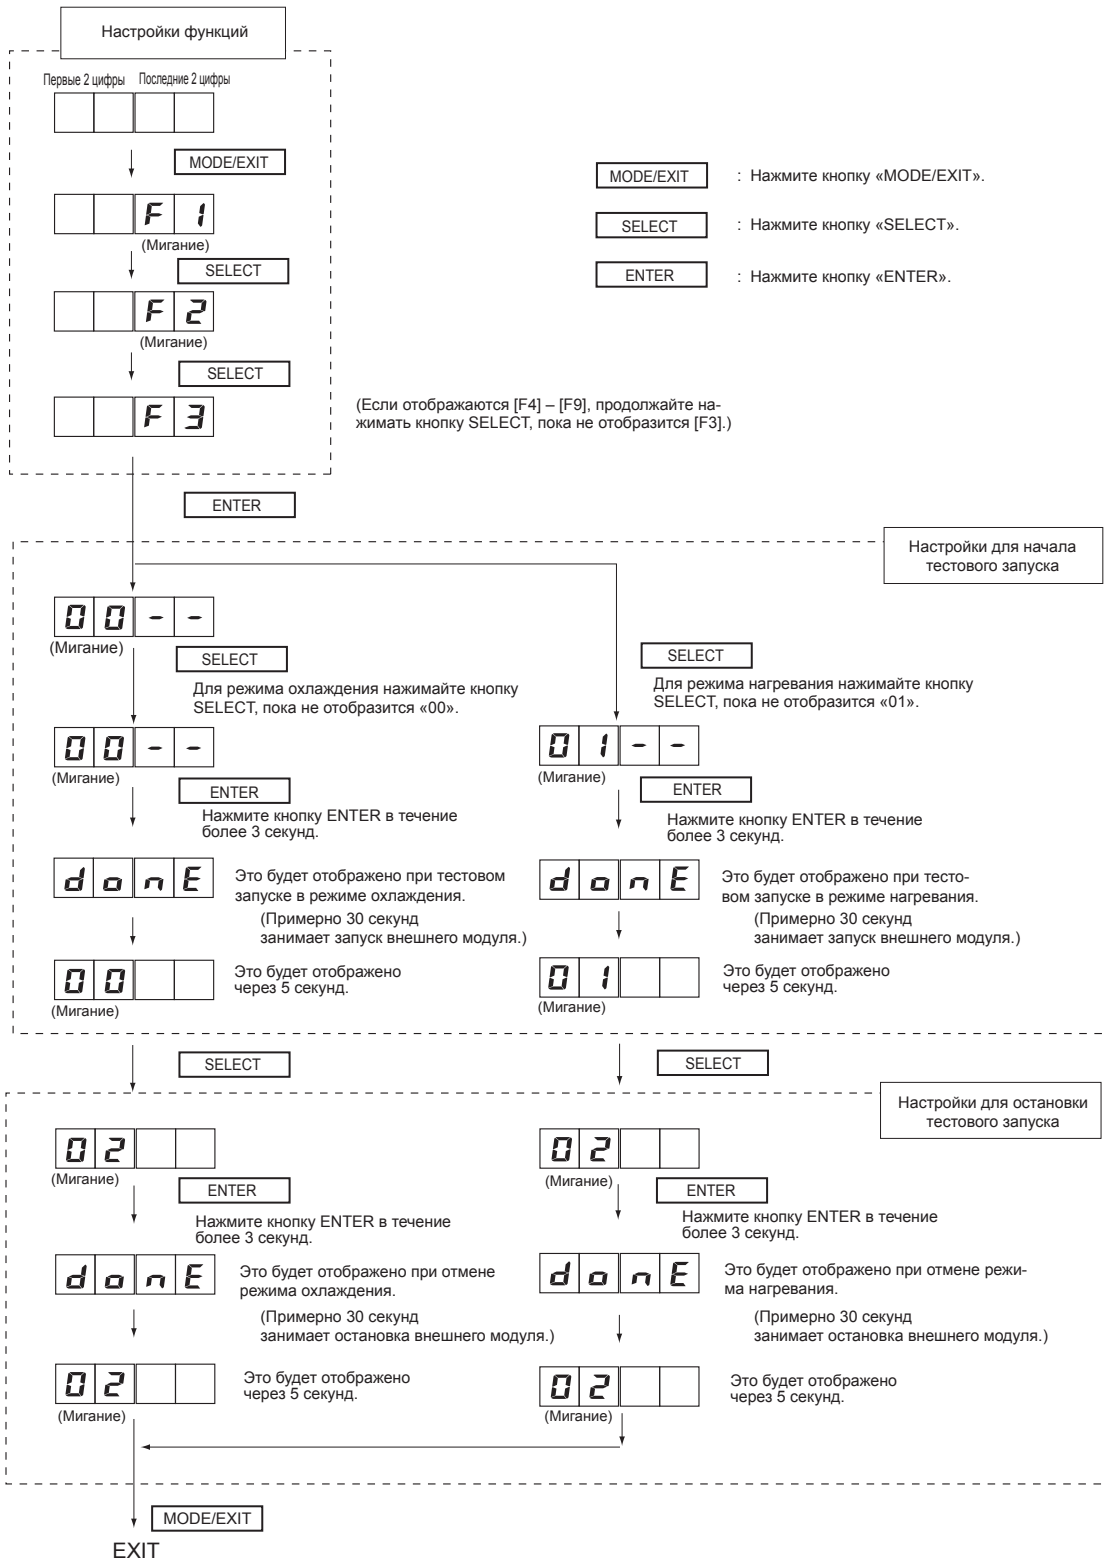 Настройки функций
Первые 2 цифры Последние 2 цифры
MODE/EXIT
F 1
(Мигание)
SELECT
F 2
(Мигание)
SELECT
F 3
MODE/EXIT : Нажмите кнопку «MODE/EXIT».
SELECT : Нажмите кнопку «SELECT».
ENTER : Нажмите кнопку «ENTER».
(Если отображаются [F4] – [F9], продолжайте на-
жимать кнопку SELECT, пока не отобразится [F3].)
ENTER
Настройки для начала
тестового запуска
0 0 - -
(Мигание)
SELECT
Для режима охлаждения нажимайте кнопку
SELECT, пока не отобразится «00».
0 0 - -
(Мигание)
ENTER
Нажмите кнопку ENTER в течение
более 3 секунд.
d o n E
Это будет отображено при тестовом
запуске в режиме охлаждения.
(Примерно 30 секунд
занимает запуск внешнего модуля.)
0 0
(Мигание)
Это будет отображено
через 5 секунд.
SELECT
Для режима нагревания нажимайте кнопку
SELECT, пока не отобразится «01».
0 1 - -
(Мигание)
ENTER
Нажмите кнопку ENTER в течение
более 3 секунд.
d o n E
Это будет отображено при тесто-
вом запуске в режиме нагревания.
(Примерно 30 секунд
занимает запуск внешнего модуля.)
0 1
(Мигание)
Это будет отображено
через 5 секунд.
SELECT
SELECT
Настройки для остановки
тестового запуска
0 2
(Мигание)
ENTER
Нажмите кнопку ENTER в течение
более 3 секунд.
d o n E
Это будет отображено при отмене
режима охлаждения.
(Примерно 30 секунд
занимает остановка внешнего модуля.)
0 2
(Мигание)
Это будет отображено
через 5 секунд.
0 2
(Мигание)
ENTER
Нажмите кнопку ENTER в течение
более 3 секунд.
d o n E
Это будет отображено при отмене режи-
ма нагревания.
(Примерно 30 секунд
занимает остановка внешнего модуля.)
0 2
(Мигание)
Это будет отображено
через 5 секунд.
MODE/EXIT
EXIT